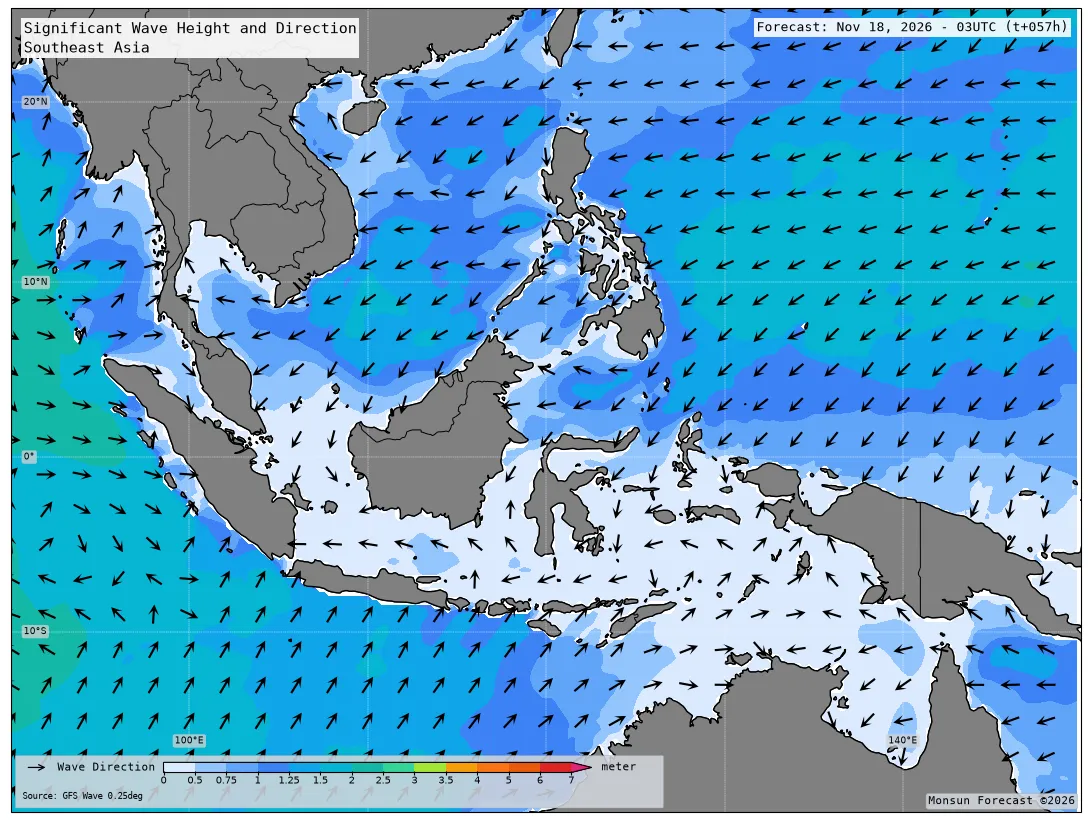 Significant Wave Height and Direction
Southeast Asia
Forecast: Nov 18, 2026 - 03UTC (t+057h)
20°N
10°N
0°
10°S
100°E
140°E
Wave Direction
meter
0 0.5 0.75 1 1.25 1.5 2 2.5 3 3.5 4 5 6 7
Source: GFS Wave 0.25deg
Monsun Forecast ©2026